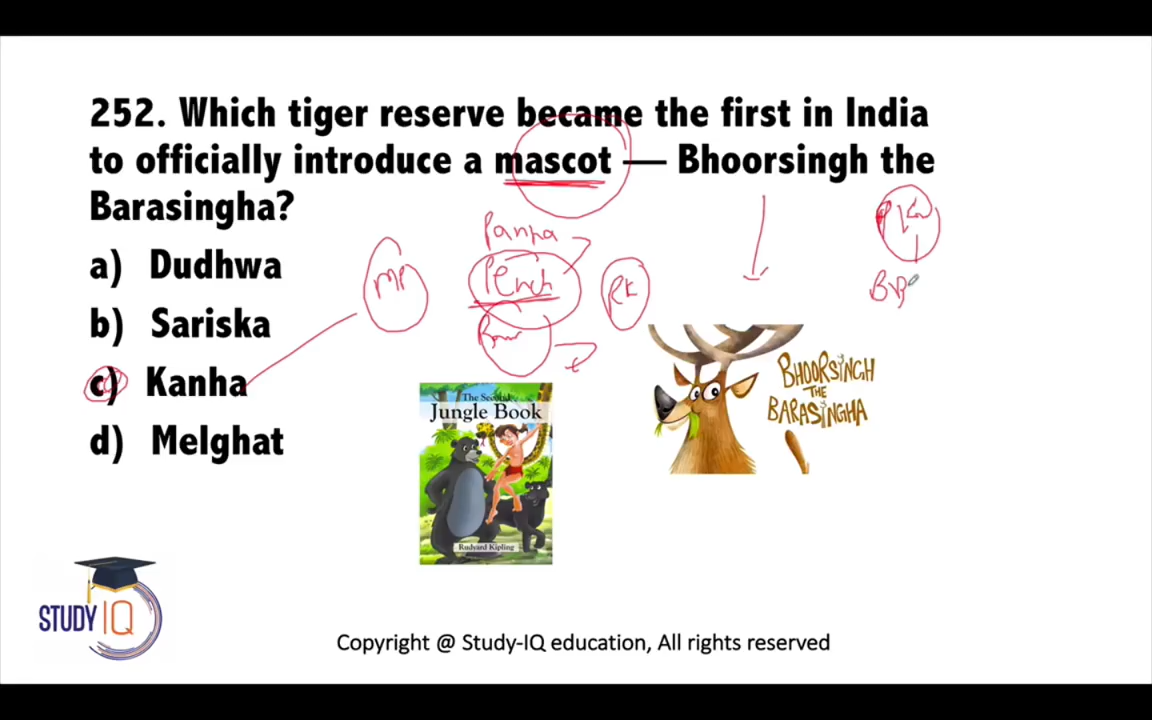 252. Which tiger reserve became the first in India
to officially introduce a mascot — Bhoorsingh the
Barasingha?
a) Dudhwa
b) Sariska
c) Kanha
d) Melghat
MP
Panna
PEnch
RK
The Second
Jungle Book
Rudyard Kipling
BHOORSINGH
THE
BARASINGHA
STUDY IQ
Copyright @ Study-IQ education, All rights reserved